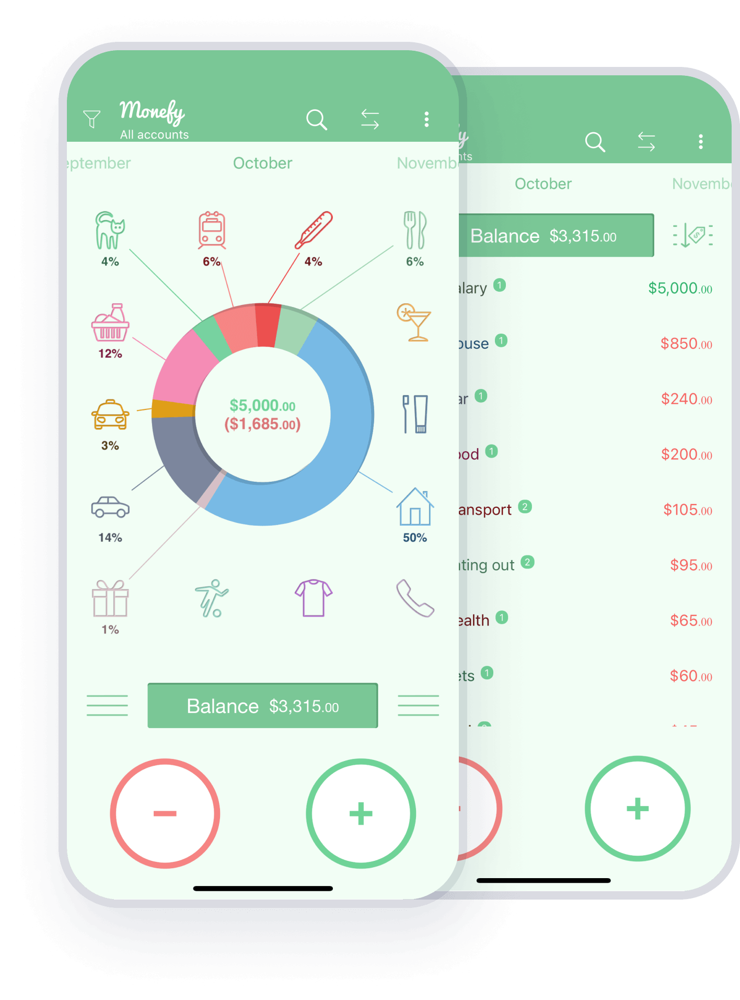 Monefy
All accounts
eptember October Novemb
4% 6% 4% 6%
12%
3%
$5,000.00
($1,685.00)
14%
50%
1%
Balance $3,315.00
−
+
y
nts
October Novembe
Balance $3,315.00
alary 1 $5,000.00
ouse 1 $850.00
ar 1 $240.00
ood 1 $200.00
ansport 2 $105.00
ating out 2 $95.00
ealth 1 $65.00
ets 1 $60.00
+